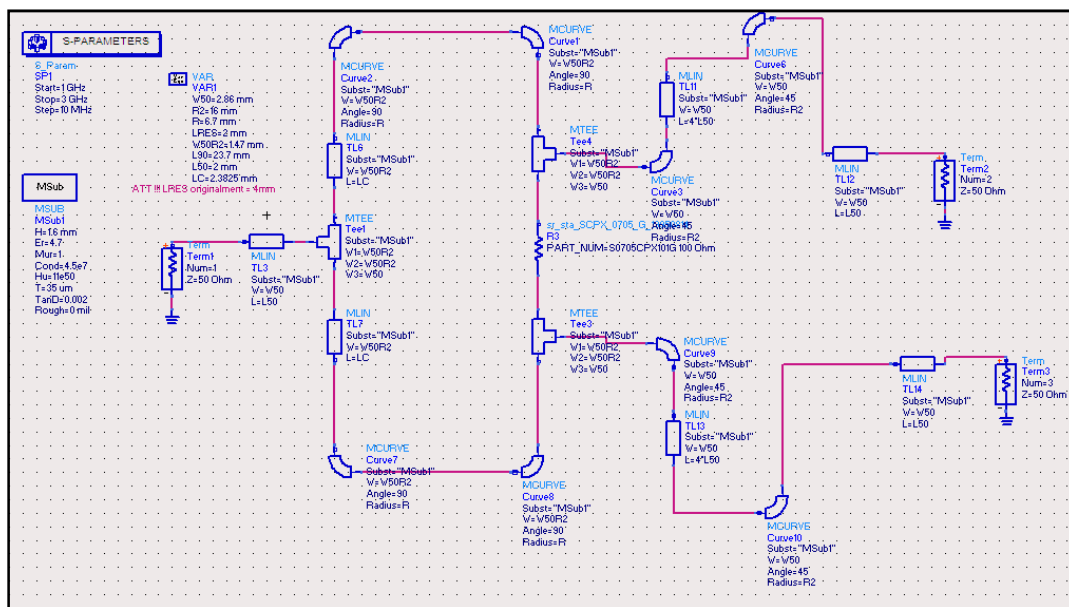 S-PARAMETERS
S_Param
SP1
Start=1 GHz
Stop=3 GHz
Step=10 MHz
VAR
VAR1
W50=2.86 mm
R2=16 mm
R=6.7 mm
LRES=2 mm
W50R2=1.47 mm
L90=23.7 mm
L50=2 mm
LC=2.3825 mm
ATT !!! LRES originalment = 4mm
MSub
MSUB
MSub1
H=1.6 mm
Er=4.7
Mur=1
Cond=4.5e7
Hu=11e50
T=35 um
TanD=0.002
Rough=0 mil
Term
Term1
Num=1
Z=50 Ohm
MLIN
TL3
Subst="MSub1"
W=W50
L=L50
MCURVE
Curve2
Subst="MSub1"
W=W50R2
Angle=90
Radius=R
MLIN
TL6
Subst="MSub1"
W=W50R2
L=LC
MTEE
Tee1
Subst="MSub1"
W1=W50R2
W2=W50R2
W3=W50
MLIN
TL7
Subst="MSub1"
W=W50R2
L=LC
MCURVE
Curve7
Subst="MSub1"
W=W50R2
Angle=90
Radius=R
MCURVE
Curve1
Subst="MSub1"
W=W50R2
Angle=90
Radius=R
MTEE
Tee4
Subst="MSub1"
W1=W50R2
W2=W50R2
W3=W50
MCURVE
Curve3
Subst="MSub1"
W=W50
Angle=45
Radius=R2
sr_sta_SCPX_0705_G
R3
PART_NUM=S0705CPX101G 100 Ohm
MTEE
Tee3
Subst="MSub1"
W1=W50R2
W2=W50R2
W3=W50
MCURVE
Curve8
Subst="MSub1"
W=W50R2
Angle=90
Radius=R
MLIN
TL11
Subst="MSub1"
W=W50
L=4*L50
MCURVE
Curve6
Subst="MSub1"
W=W50
Angle=45
Radius=R2
MLIN
TL12
Subst="MSub1"
W=W50
L=L50
Term
Term2
Num=2
Z=50 Ohm
MCURVE
Curve9
Subst="MSub1"
W=W50
Angle=45
Radius=R2
MLIN
TL13
Subst="MSub1"
W=W50
L=4*L50
MCURVE
Curve10
Subst="MSub1"
W=W50
Angle=45
Radius=R2
MLIN
TL14
Subst="MSub1"
W=W50
L=L50
Term
Term3
Num=3
Z=50 Ohm